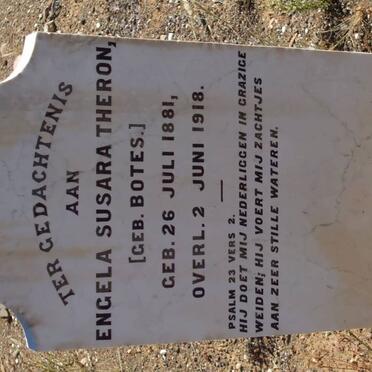 TER GEDACHTENIS
AAN
ENGELA SUSARA THERON,
[GEB. BOTES.]
GEB. 26 JULI 1881,
OVERL. 2 JUNI 1918.
PSALM 23 VERS 2.
HIJ DOET MIJ NEDERLIGGEN IN GRAZIGE
WEIDEN; HIJ VOERT MIJ ZACHTJES
AAN ZEER STILLE WATEREN.